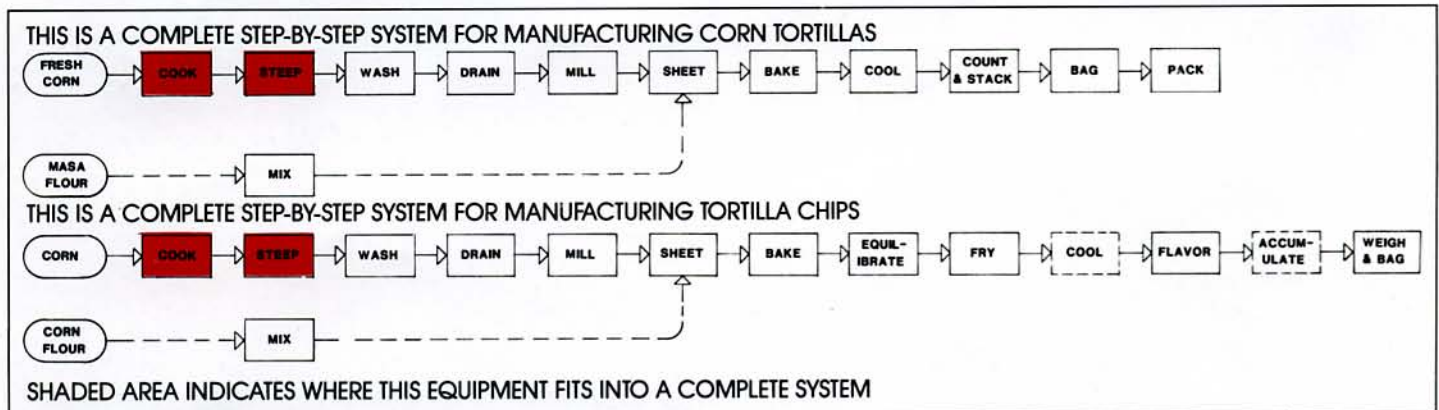 THIS IS A COMPLETE STEP-BY-STEP SYSTEM FOR MANUFACTURING CORN TORTILLAS
FRESH
CORN
COOK
STEEP
WASH
DRAIN
MILL
SHEET
BAKE
COOL
COUNT
& STACK
BAG
PACK
MASA
FLOUR
MIX
THIS IS A COMPLETE STEP-BY-STEP SYSTEM FOR MANUFACTURING TORTILLA CHIPS
CORN
COOK
STEEP
WASH
DRAIN
MILL
SHEET
BAKE
EQUIL-
IBRATE
FRY
COOL
FLAVOR
ACCUM-
ULATE
WEIGH
& BAG
CORN
FLOUR
MIX
SHADED AREA INDICATES WHERE THIS EQUIPMENT FITS INTO A COMPLETE SYSTEM